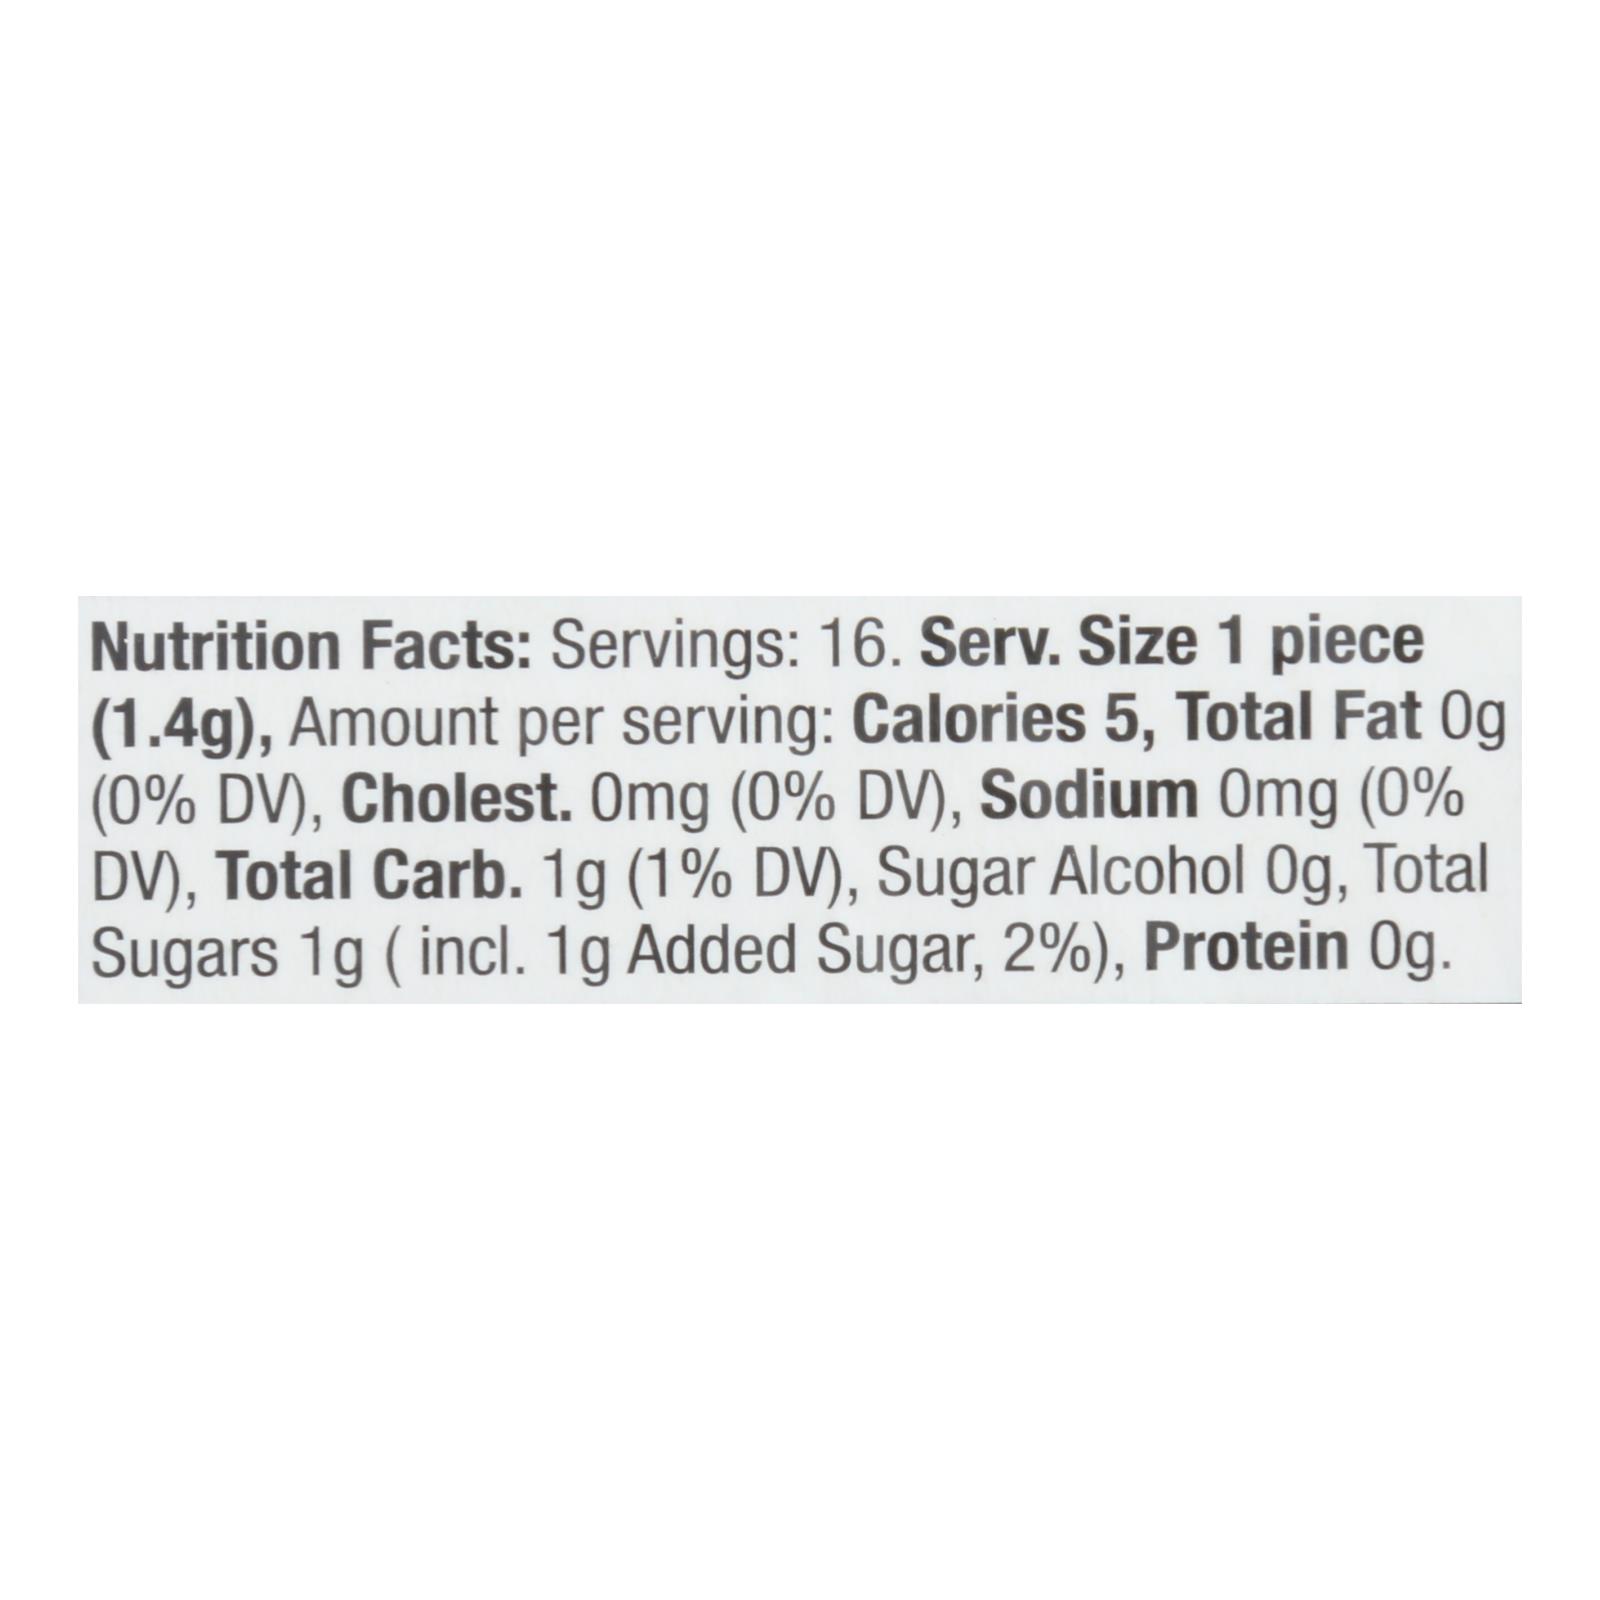 Nutrition Facts: Servings: 16. Serv. Size 1 piece
(1.4g), Amount per serving: Calories 5, Total Fat 0g
(0% DV), Cholest. 0mg (0% DV), Sodium 0mg (0%
DV), Total Carb. 1g (1% DV), Sugar Alcohol 0g, Total
Sugars 1g ( incl. 1g Added Sugar, 2%), Protein 0g.